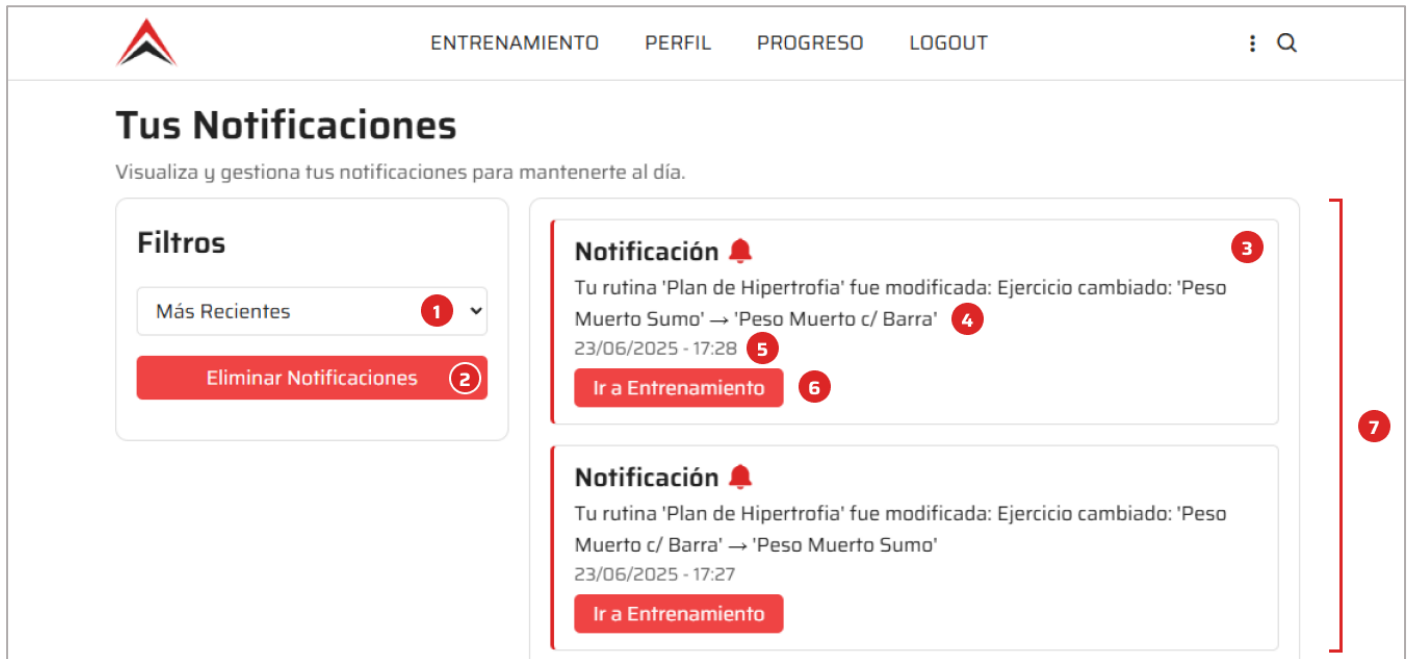 ENTRENAMIENTO PERFIL PROGRESO LOGOUT
Tus Notificaciones
Visualiza y gestiona tus notificaciones para mantenerte al día.
Filtros
Más Recientes 1
Eliminar Notificaciones 2
Notificación 3
Tu rutina 'Plan de Hipertrofia' fue modificada: Ejercicio cambiado: 'Peso
Muerto Sumo' → 'Peso Muerto c/ Barra' 4
23/06/2025 - 17:28 5
Ir a Entrenamiento 6
7
Notificación
Tu rutina 'Plan de Hipertrofia' fue modificada: Ejercicio cambiado: 'Peso
Muerto c/ Barra' → 'Peso Muerto Sumo'
23/06/2025 - 17:27
Ir a Entrenamiento